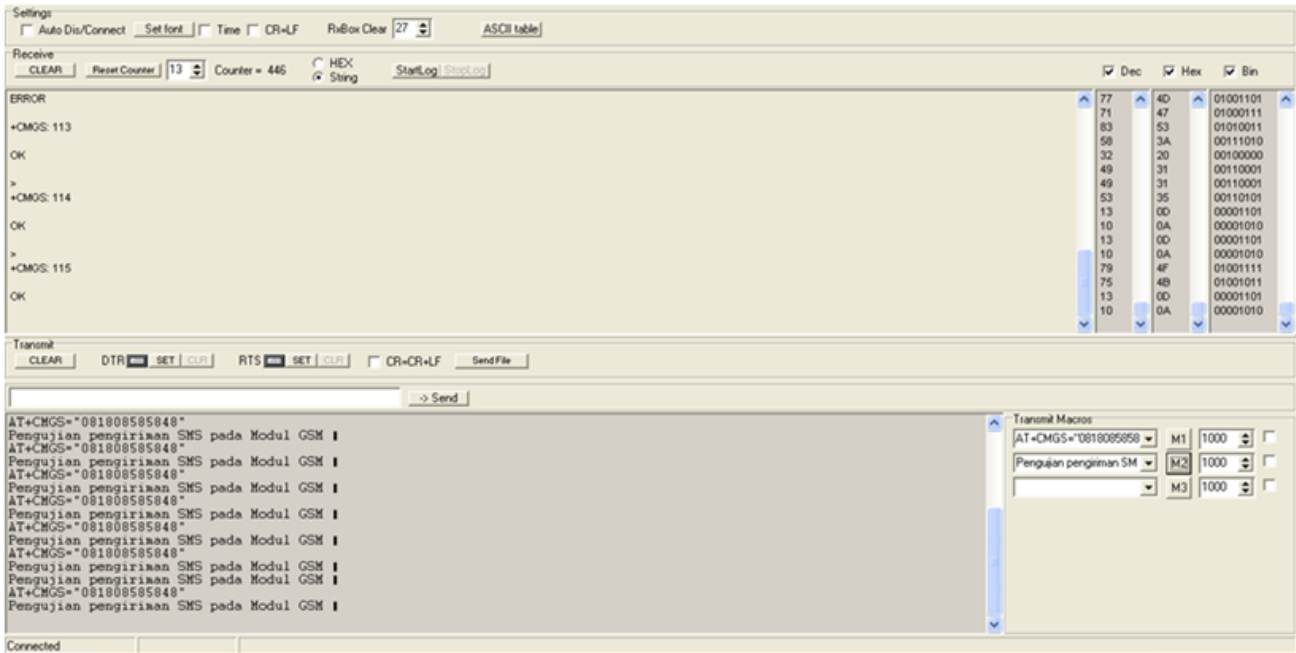 Settings
Auto Dis/Connect Set font Time CR=LF RxBox Clear 27 ASCII table
Receive
CLEAR Reset Counter 13 Counter = 446 HEX
String
StartLog StopLog
Dec Hex Bin
ERROR
+CMGS: 113
OK
>
+CMGS: 114
OK
>
+CMGS: 115
OK
77 4D 01001101
71 47 01000111
83 53 01010011
58 3A 00111010
32 20 00100000
49 31 00110001
49 31 00110001
53 35 00110101
13 0D 00001101
10 0A 00001010
13 0D 00001101
10 0A 00001010
79 4F 01001111
75 4B 01001011
13 0D 00001101
10 0A 00001010
Transmit
CLEAR DTR SET CLR RTS SET CLR CR=CR+LF Send File
-> Send
AT+CMGS="081808585848"
Pengujian pengiriman SMS pada Modul GSM
AT+CMGS="081808585848"
Pengujian pengiriman SMS pada Modul GSM
AT+CMGS="081808585848"
Pengujian pengiriman SMS pada Modul GSM
AT+CMGS="081808585848"
Pengujian pengiriman SMS pada Modul GSM
AT+CMGS="081808585848"
Pengujian pengiriman SMS pada Modul GSM
AT+CMGS="081808585848"
Pengujian pengiriman SMS pada Modul GSM
Pengujian pengiriman SMS pada Modul GSM
AT+CMGS="081808585848"
Pengujian pengiriman SMS pada Modul GSM
Transmit Macros
AT+CMGS="0818085858 M1 1000
Pengujian pengiriman SM M2 1000
M3 1000
Connected